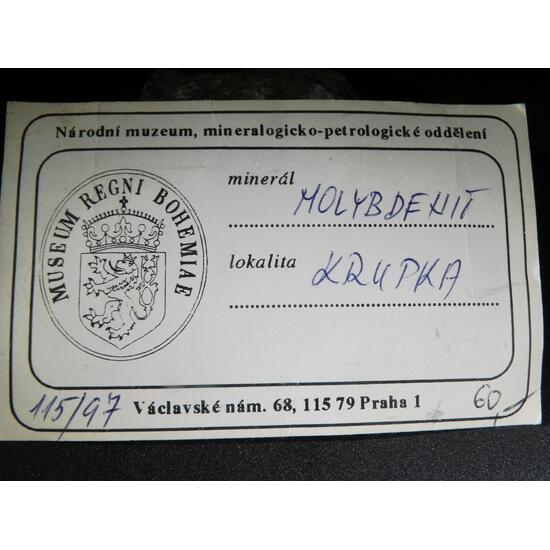 Národní muzeum, mineralogicko-petrologické oddělení
MUSEUM REGNI BOHEMIAE
minerál MOLYBDENIT
lokalita KRUPKA
115/97 Václavské nám. 68, 115 79 Praha 1 60,-